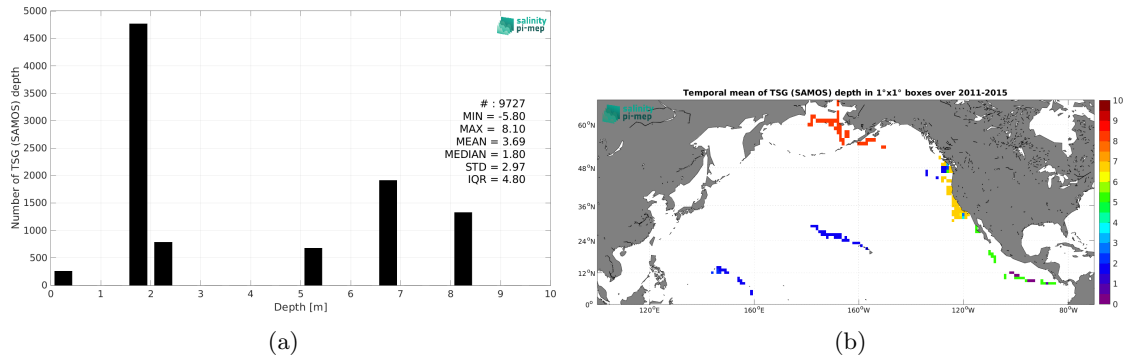 5000
4500
4000
3500
3000
2500
2000
1500
1000
500
0
Number of TSG (SAMOS) depth
salinity
pi-mep
# : 9727
MIN = -5.80
MAX = 8.10
MEAN = 3.69
MEDIAN = 1.80
STD = 2.97
IQR = 4.80
0 1 2 3 4 5 6 7 8 9 10
Depth [m]
(a)
Temporal mean of TSG (SAMOS) depth in 1°x1° boxes over 2011-2015
salinity
pi-mep
60°N
48°N
36°N
24°N
12°N
0°
120°E 160°E 160°W 120°W 80°W
10
9
8
7
6
5
4
3
2
1
0
(b)